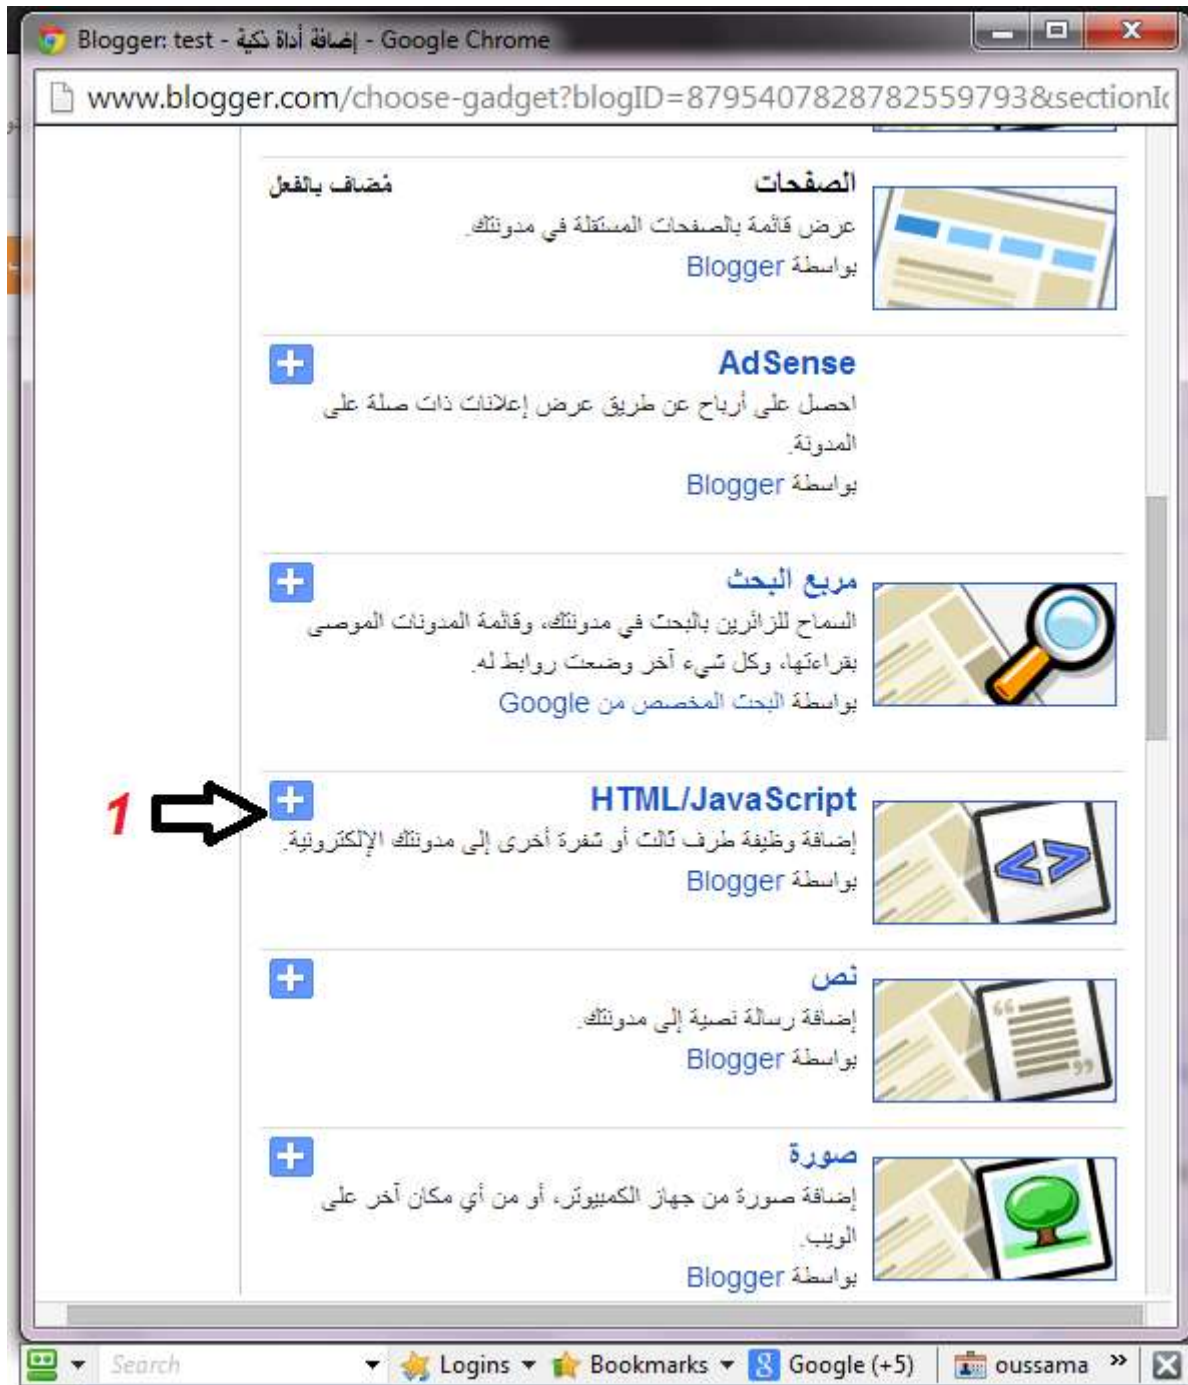 Blogger: test - إضافة أداة ذكية - Google Chrome
www.blogger.com/choose-gadget?blogID=8795407828782559793&sectionId
الصفحات
مُضاف بالفعل
عرض قائمة بالصفحات المستقلة في مدونتك.
بواسطة Blogger
AdSense
احصل على أرباح عن طريق عرض إعلانات ذات صلة على
المدونة.
بواسطة Blogger
مربع البحث
السماح للزائرين بالبحث في مدونتك، وقائمة المدونات الموصى
بقراءتها، وكل شيء آخر وضعت روابط له.
بواسطة البحث المخصص من Google
1
HTML/JavaScript
إضافة وظيفة طرف ثالث أو شفرة أخرى إلى مدونتك الإلكترونية.
بواسطة Blogger
نص
إضافة رسالة نصية إلى مدونتك.
بواسطة Blogger
صورة
إضافة صورة من جهاز الكمبيوتر، أو من أي مكان آخر على
الويب.
بواسطة Blogger
Search Logins Bookmarks Google (+5) oussama »